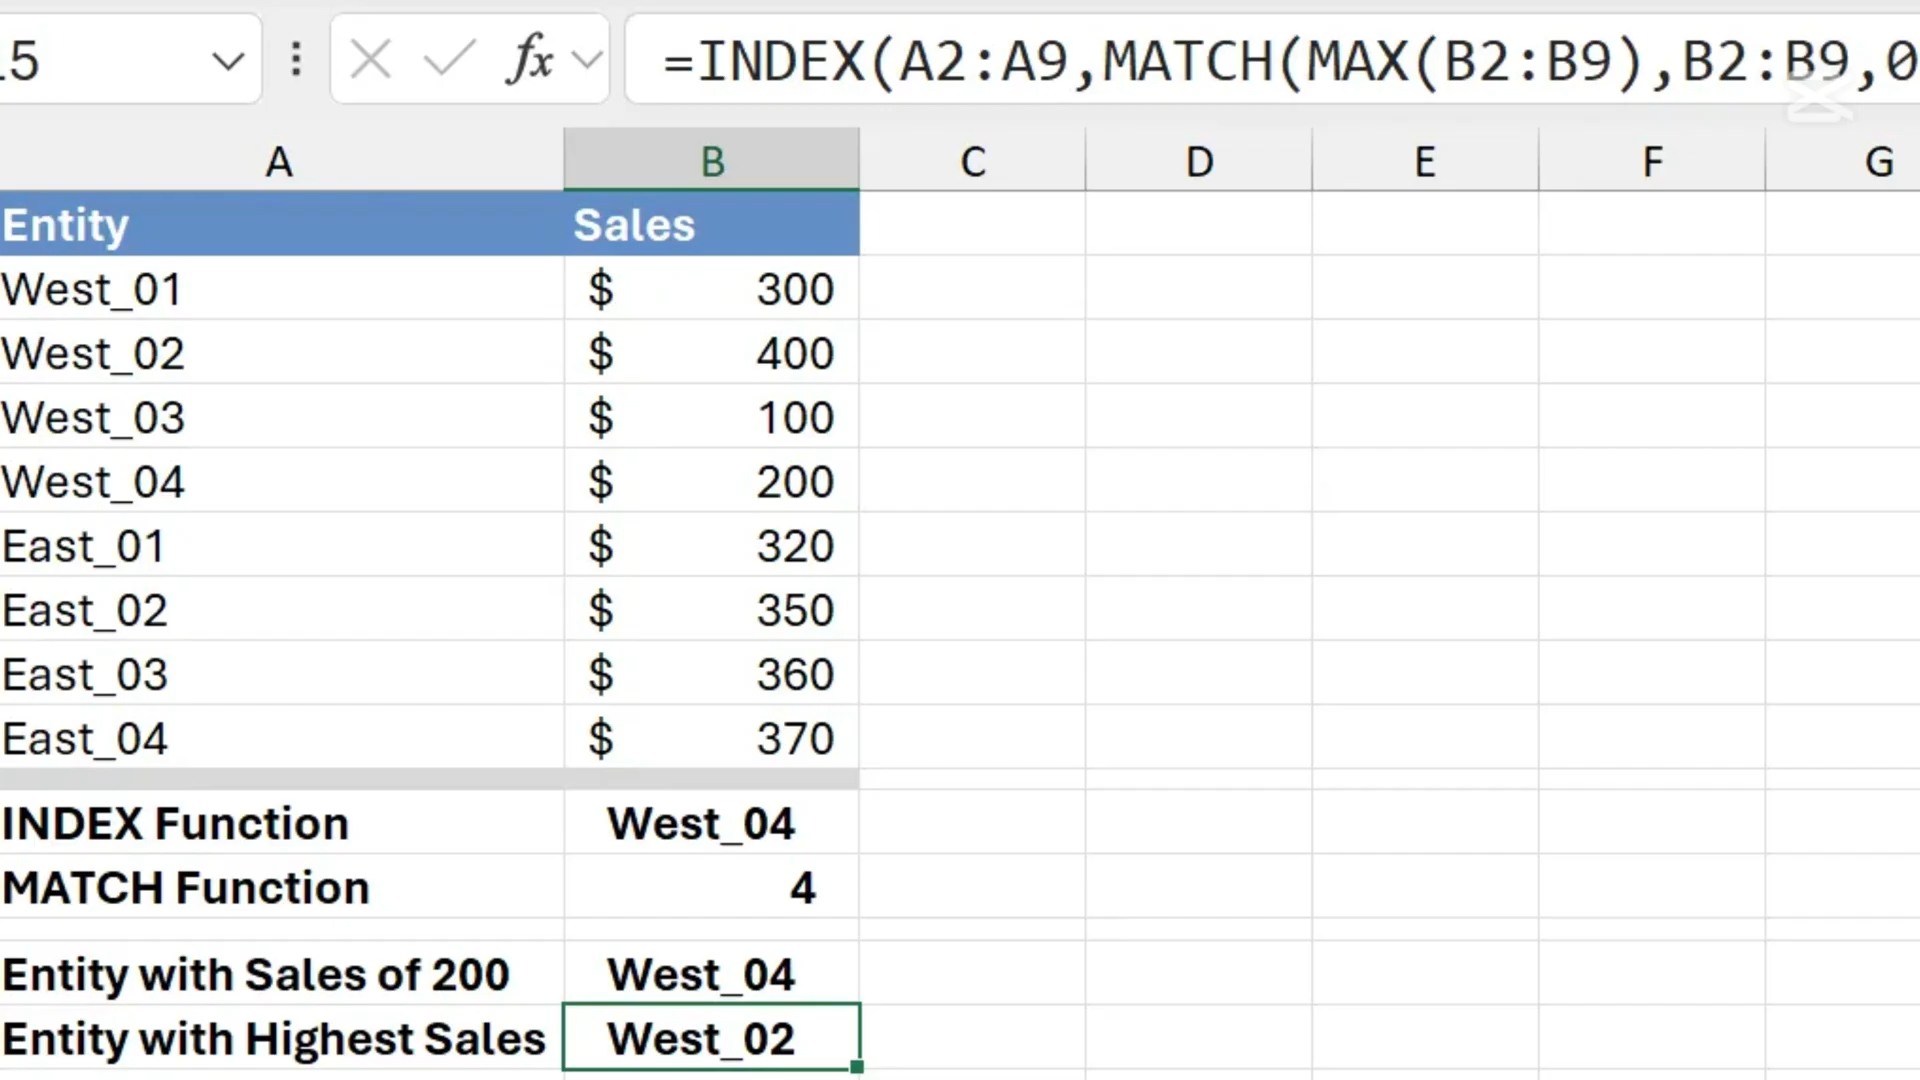 15 fx =INDEX(A2:A9,MATCH(MAX(B2:B9),B2:B9,0
A B C D E F G
Entity Sales
West_01 $ 300
West_02 $ 400
West_03 $ 100
West_04 $ 200
East_01 $ 320
East_02 $ 350
East_03 $ 360
East_04 $ 370
INDEX Function West_04
MATCH Function 4
Entity with Sales of 200 West_04
Entity with Highest Sales West_02